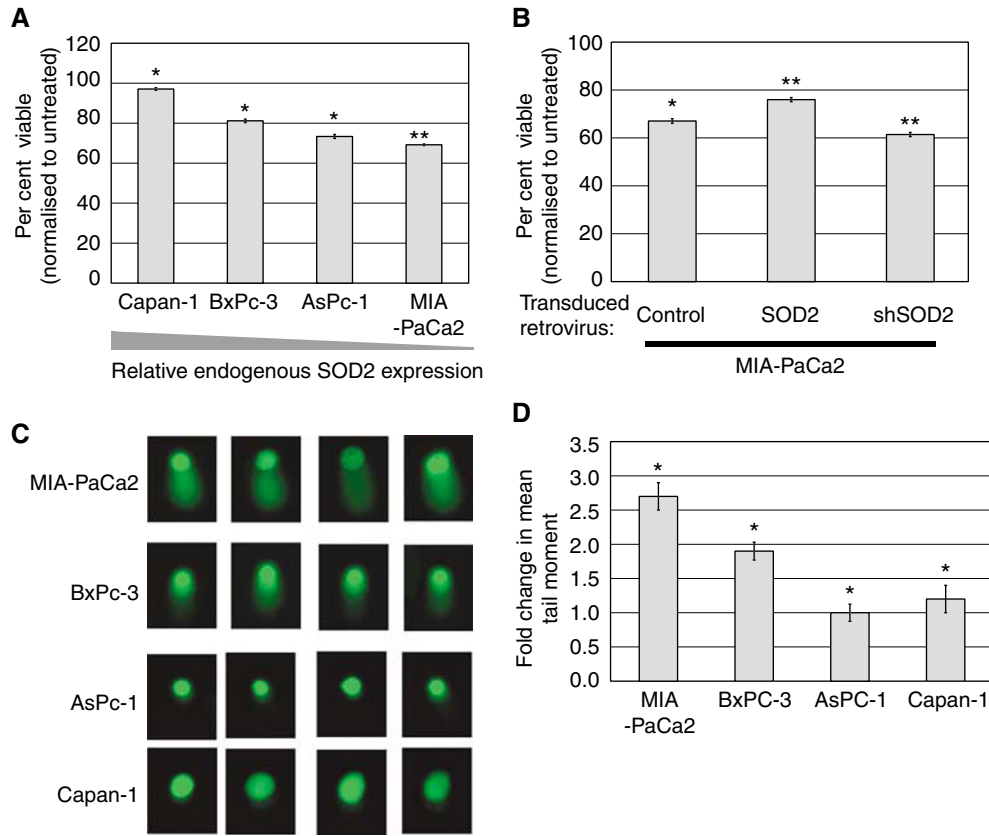 A
Per cent viable
(normalised to untreated)
120
100
80
60
40
20
0
*
*
*
**
Capan-1 BxPc-3 AsPc-1 MIA
-PaCa2
Relative endogenous SOD2 expression
B
Per cent viable
(normalised to untreated)
100
80
60
40
20
0
*
**
**
Transduced
retrovirus: Control SOD2 shSOD2
MIA-PaCa2
C
MIA-PaCa2
BxPc-3
AsPc-1
Capan-1
D
Fold change in mean
tail moment
3.5
3.0
2.5
2.0
1.5
1.0
0.5
0.0
*
*
*
*
MIA
-PaCa2
BxPC-3 AsPC-1 Capan-1